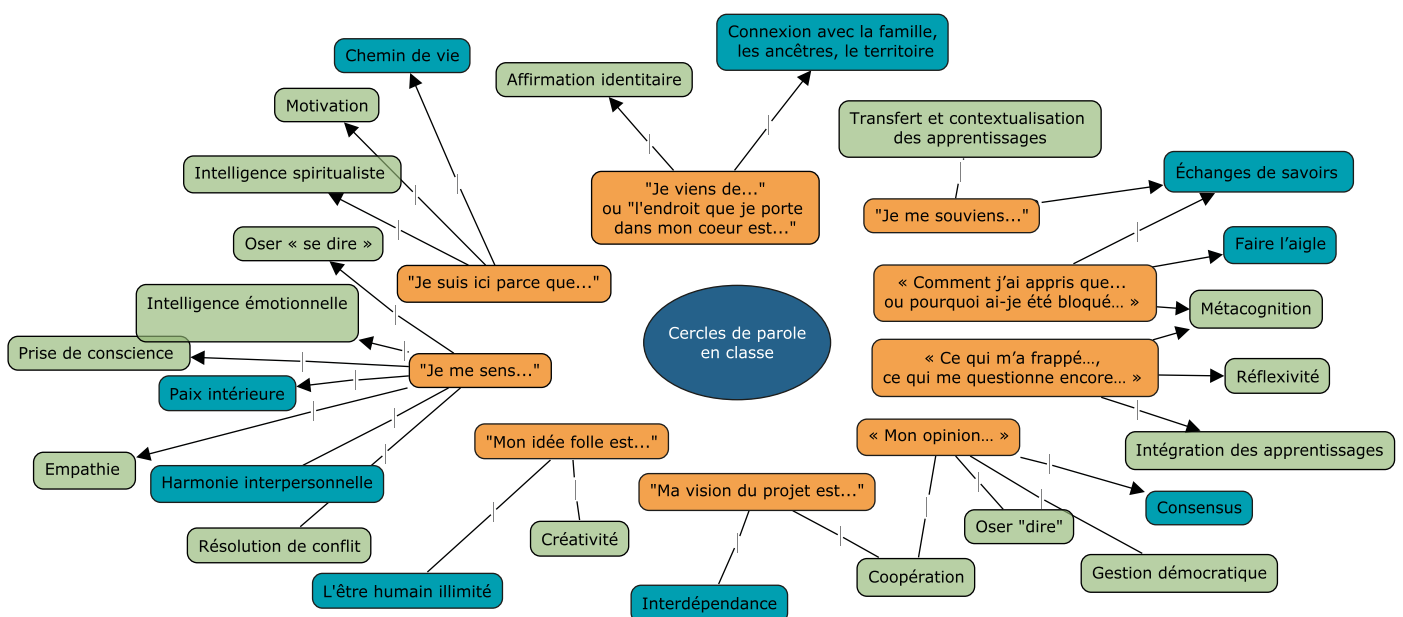 Connexion avec la famille,
les ancêtres, le territoire
Chemin de vie
Affirmation identitaire
Motivation
Transfert et contextualisation
des apprentissages
Intelligence spiritualiste
Échanges de savoirs
"Je viens de..."
ou "l'endroit que je porte
dans mon coeur est..."
"Je me souviens..."
Oser « se dire »
Faire l’aigle
"Je suis ici parce que..."
« Comment j’ai appris que...
ou pourquoi ai-je été bloqué… »
Intelligence émotionnelle
Métacognition
Cercles de parole
en classe
Prise de conscience
"Je me sens..."
« Ce qui m’a frappé…,
ce qui me questionne encore… »
Réflexivité
Paix intérieure
"Mon idée folle est..."
« Mon opinion… »
Intégration des apprentissages
Empathie
Harmonie interpersonnelle
"Ma vision du projet est..."
Consensus
Oser "dire"
Résolution de conflit
Créativité
Coopération
Gestion démocratique
L'être humain illimité
Interdépendance